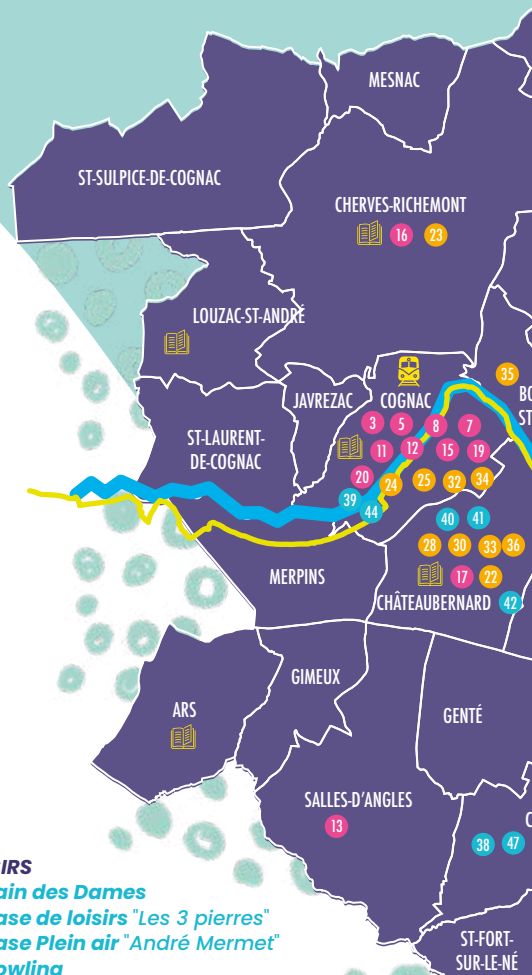 MESNAC
ST-SULPICE-DE-COGNAC
CHERVES-RICHEMONT
16 23
LOUZAC-ST-ANDRÉ
35
JAVREZAC
COGNAC
3 5 8 7
ST-LAURENT-
DE-COGNAC
11 12 15 19
20 24 25 32 34
39
44
40 41
28 30 33 36
17 22
MERPINS
CHÂTEAUBERNARD 42
GIMEUX
ARS
GENTÉ
SALLES-D'ANGLES
13
38 47
des Dames
de loisirs "Les 3 pierres"
Plein air "André Mermet"
ST-FORT-
SUR-LE-NÉ